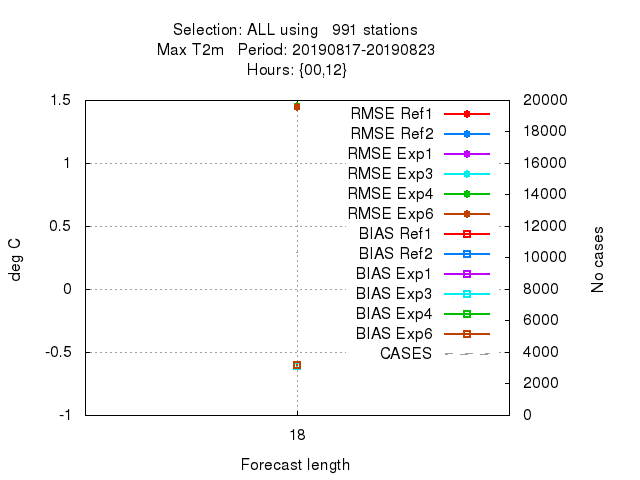 Selection: ALL using   991 stations
Max T2m   Period: 20190817-20190823
Hours: {00,12}
1.5
1
0.5
0
-0.5
-1
deg C
20000
18000
16000
14000
12000
10000
8000
6000
4000
2000
0
No cases
RMSE Ref1
RMSE Ref2
RMSE Exp1
RMSE Exp3
RMSE Exp4
RMSE Exp6
BIAS Ref1
BIAS Ref2
BIAS Exp1
BIAS Exp3
BIAS Exp4
BIAS Exp6
CASES
18
Forecast length